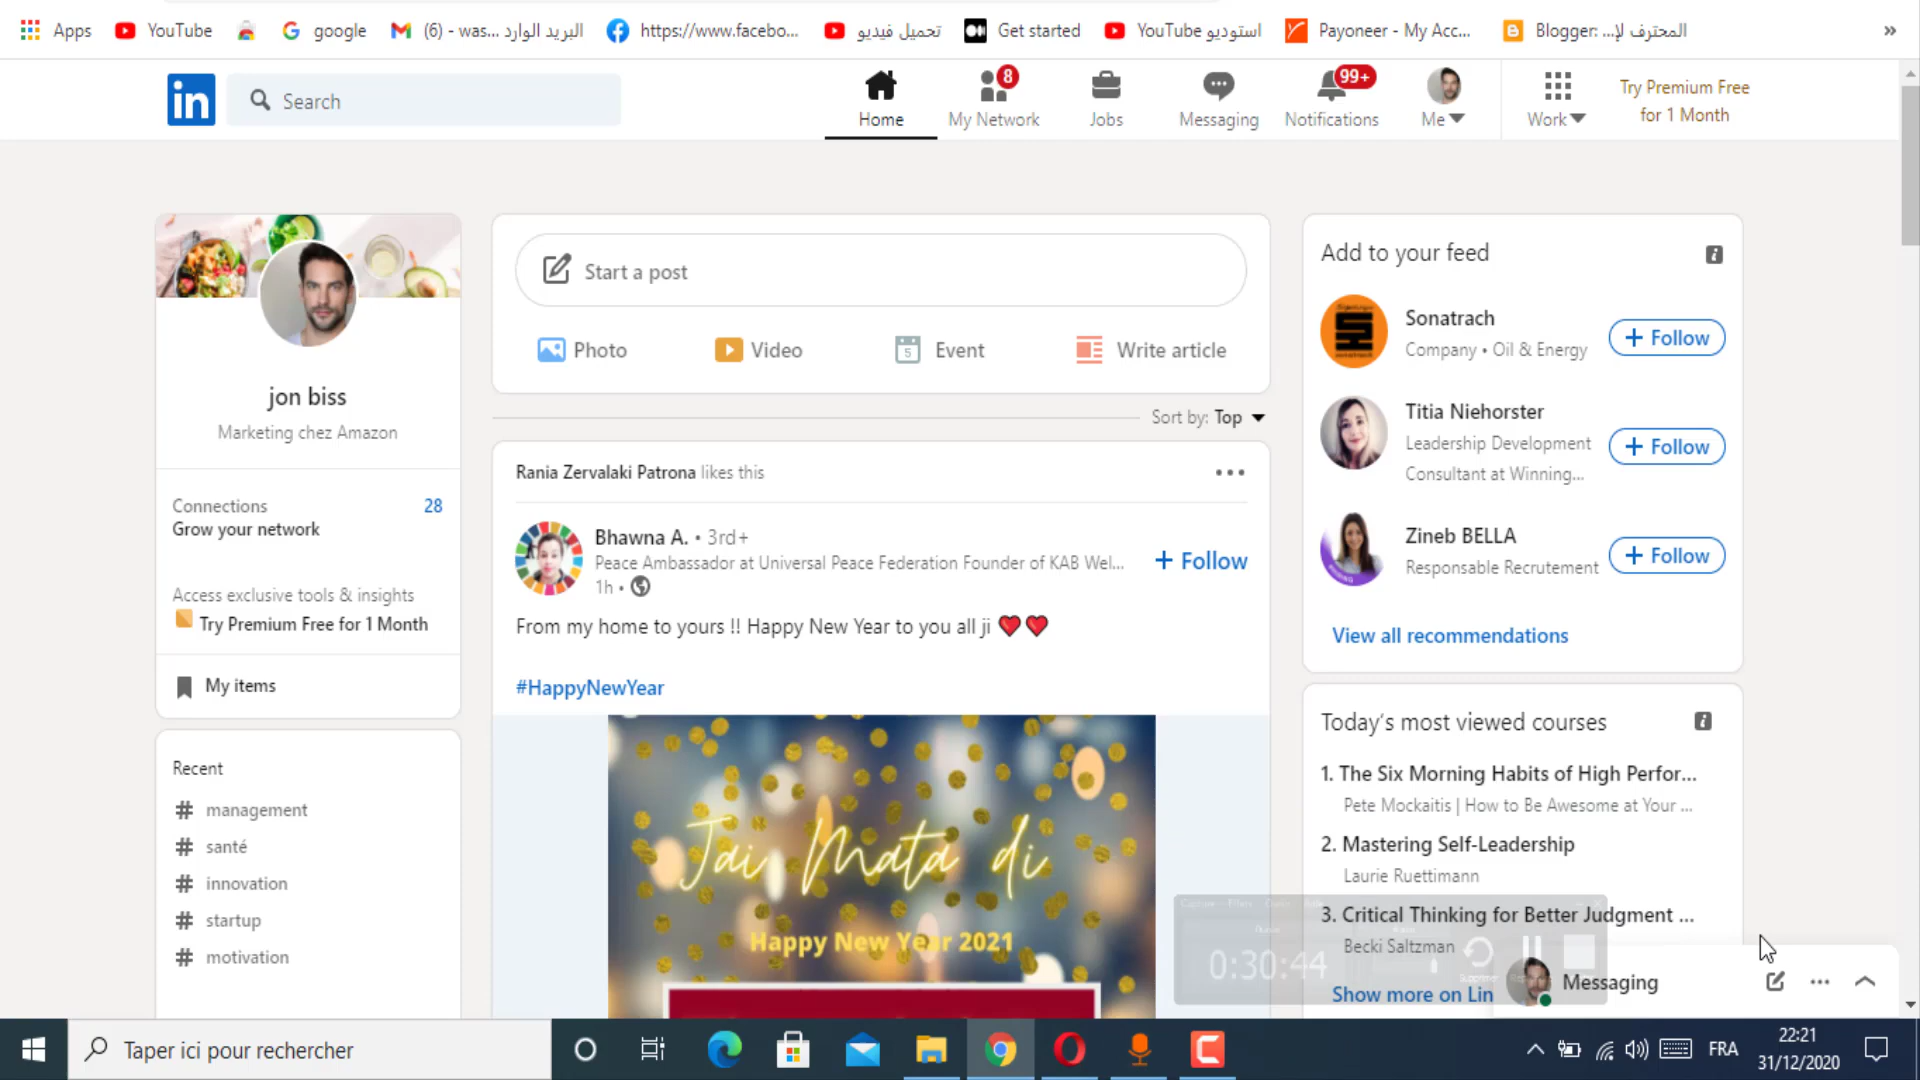 Apps
YouTube
google
(6) - was... البريد الوارد
https://www.facebo...
تحميل فيديو
Get started
استوديو YouTube
Payoneer - My Acc...
Blogger: ...المحترف لإ
»
in
Search
Home
8
My Network
Jobs
Messaging
99+
Notifications
Me
Work
Try Premium Free
for 1 Month
jon biss
Marketing chez Amazon
Connections 28
Grow your network
Access exclusive tools & insights
Try Premium Free for 1 Month
My items
Recent
# management
# santé
# innovation
# startup
# motivation
Start a post
Photo
Video
5
Event
Write article
Sort by: Top
Rania Zervalaki Patrona likes this
Bhawna A. • 3rd+
Peace Ambassador at Universal Peace Federation Founder of KAB Wel...
1h •
+ Follow
From my home to yours !! Happy New Year to you all ji ❤❤
#HappyNewYear
Jai Mata di
Happy New Year 2021
Add to your feed
Sonatrach
Company • Oil & Energy
+ Follow
Titia Niehorster
Leadership Development
Consultant at Winning...
+ Follow
Zineb BELLA
Responsable Recrutement
+ Follow
View all recommendations
Today's most viewed courses
1. The Six Morning Habits of High Perfor...
Pete Mockaitis | How to Be Awesome at Your ...
2. Mastering Self-Leadership
Laurie Ruettimann
3. Critical Thinking for Better Judgment ...
Becki Saltzman
Show more on Lin
0:30:44
Messaging
Taper ici pour rechercher
FRA
22:21
31/12/2020